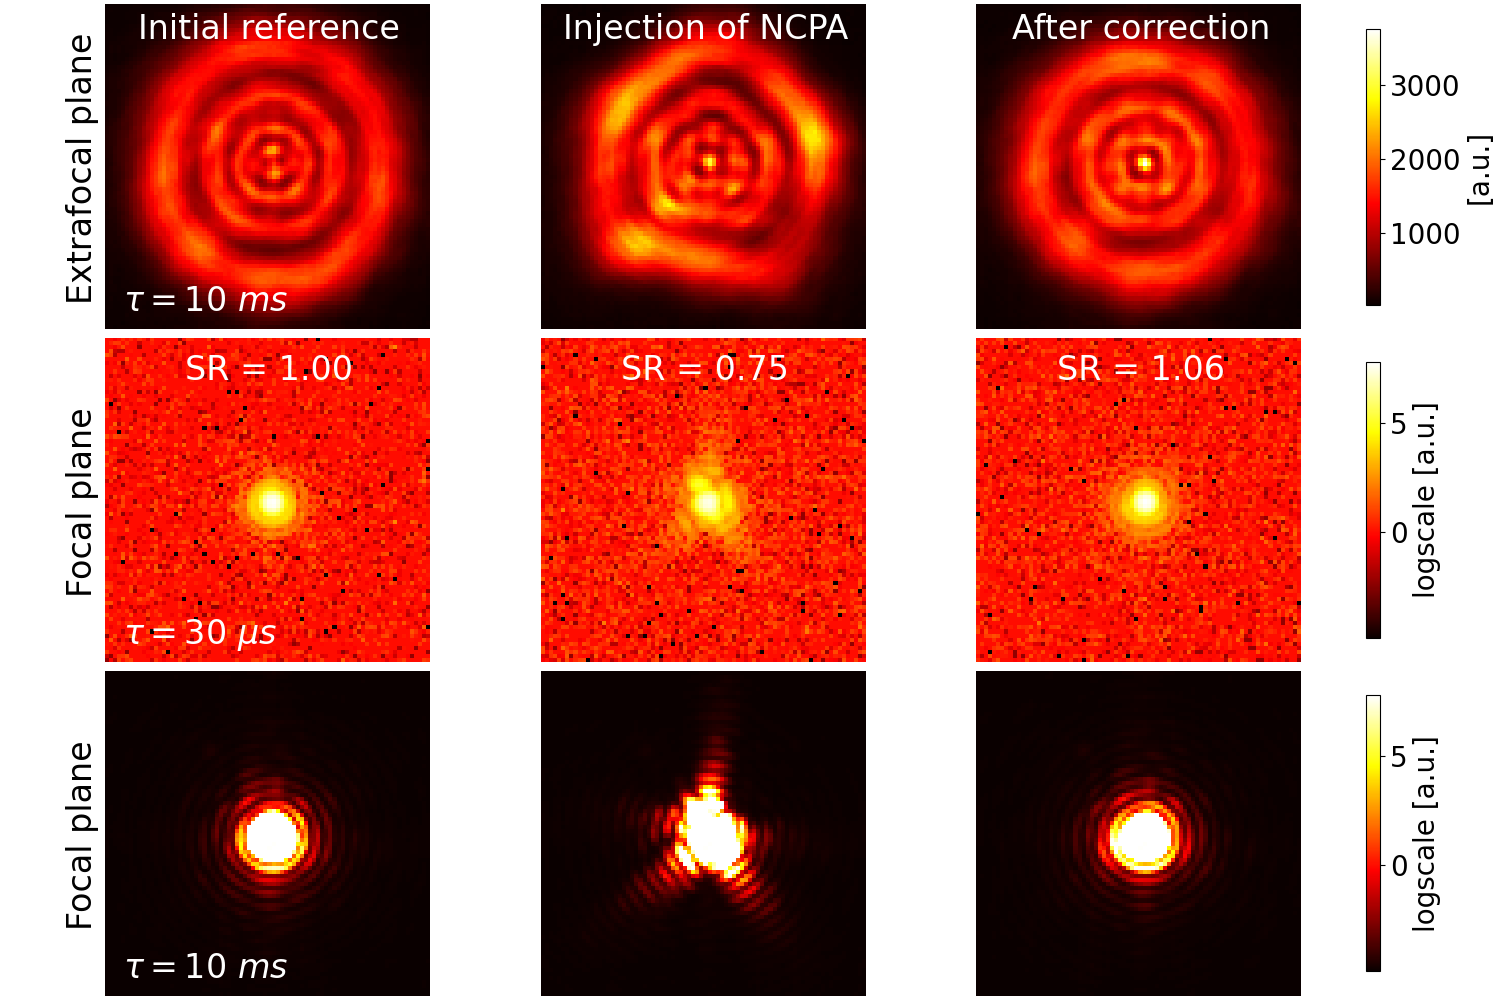 Initial reference
Injection of NCPA
After correction
Extrafocal plane
τ = 10 ms
3000
2000
1000
[a.u.]
SR = 1.00
SR = 0.75
SR = 1.06
Focal plane
τ = 30 μs
5
0
logscale [a.u.]
Focal plane
τ = 10 ms
5
0
logscale [a.u.]